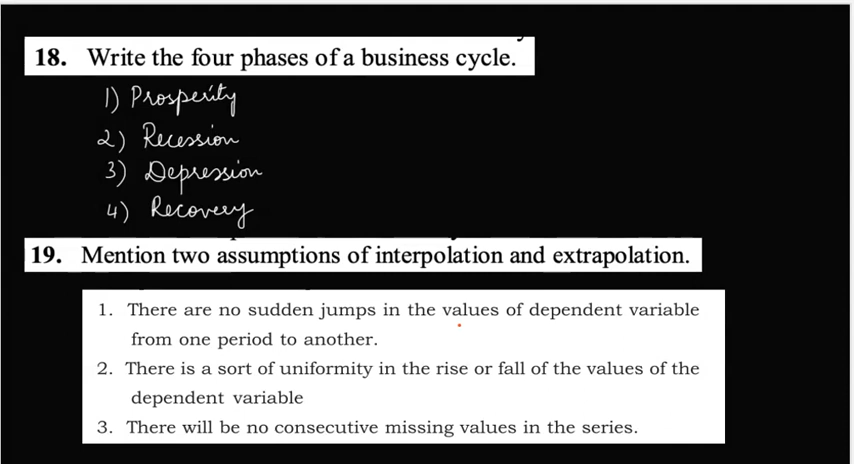 18. Write the four phases of a business cycle.
1) Prosperity
2) Recession
3) Depression
4) Recovery
19. Mention two assumptions of interpolation and extrapolation.
1. There are no sudden jumps in the values of dependent variable
from one period to another.
2. There is a sort of uniformity in the rise or fall of the values of the
dependent variable
3. There will be no consecutive missing values in the series.